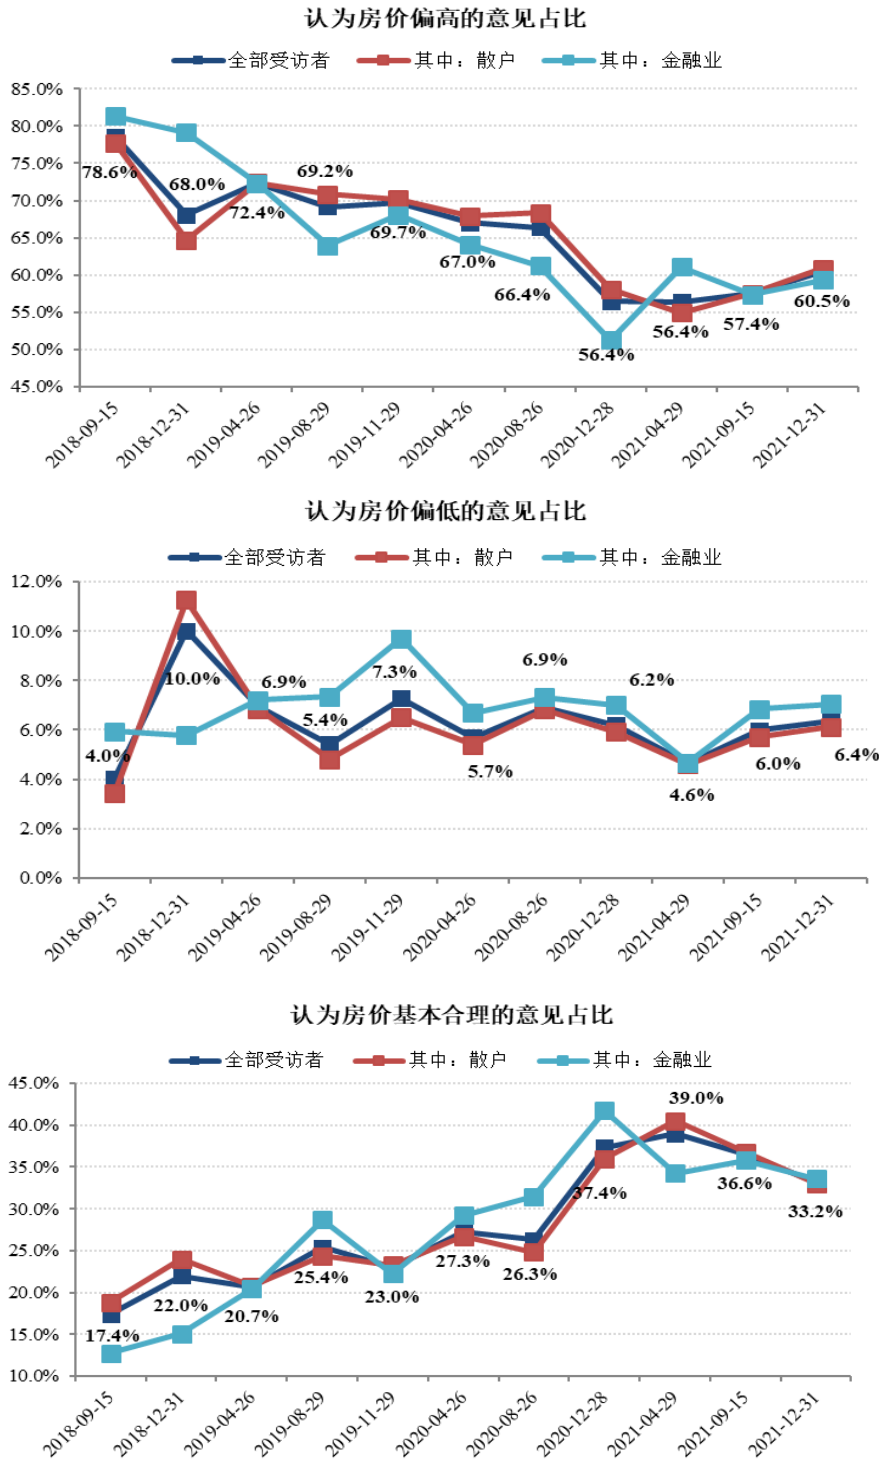 认为房价偏高的意见占比
全部受访者 其中：散户 其中：金融业
85.0%
80.0%
75.0%
70.0%
65.0%
60.0%
55.0%
50.0%
45.0%
78.6% 68.0% 72.4% 69.2% 69.7% 67.0% 66.4% 56.4% 56.4% 57.4% 60.5%
2018-09-15 2018-12-31 2019-04-26 2019-08-29 2019-11-29 2020-04-26 2020-08-26 2020-12-28 2021-04-29 2021-09-15 2021-12-31
认为房价偏低的意见占比
全部受访者 其中：散户 其中：金融业
12.0%
10.0%
8.0%
6.0%
4.0%
2.0%
0.0%
4.0% 10.0% 6.9% 5.4% 7.3% 5.7% 6.9% 6.2% 4.6% 6.0% 6.4%
2018-09-15 2018-12-31 2019-04-26 2019-08-29 2019-11-29 2020-04-26 2020-08-26 2020-12-28 2021-04-29 2021-09-15 2021-12-31
认为房价基本合理的意见占比
全部受访者 其中：散户 其中：金融业
45.0%
40.0%
35.0%
30.0%
25.0%
20.0%
15.0%
10.0%
17.4% 22.0% 20.7% 25.4% 23.0% 27.3% 26.3% 37.4% 39.0% 36.6% 33.2%
2018-09-15 2018-12-31 2019-04-26 2019-08-29 2019-11-29 2020-04-26 2020-08-26 2020-12-28 2021-04-29 2021-09-15 2021-12-31